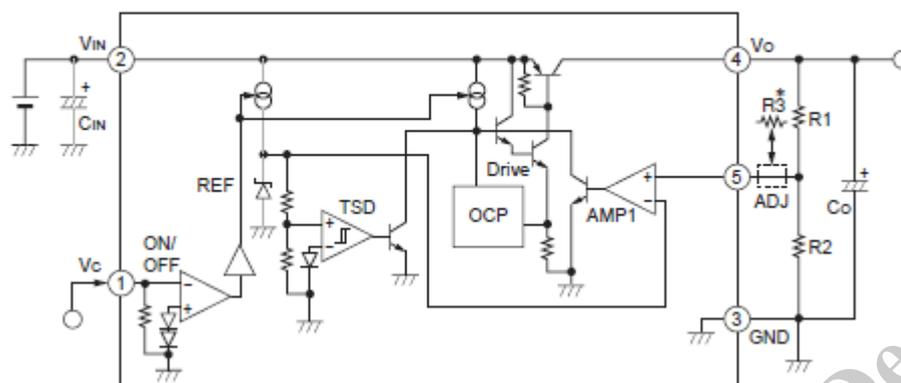 VIN
2
4
VO
+
CIN
R3*
R1
REF
Drive
5
ADJ
+
CO
TSD
OCP
+
−
AMP1
+
−
ON/
OFF
R2
VC
1
−
+
3
GND